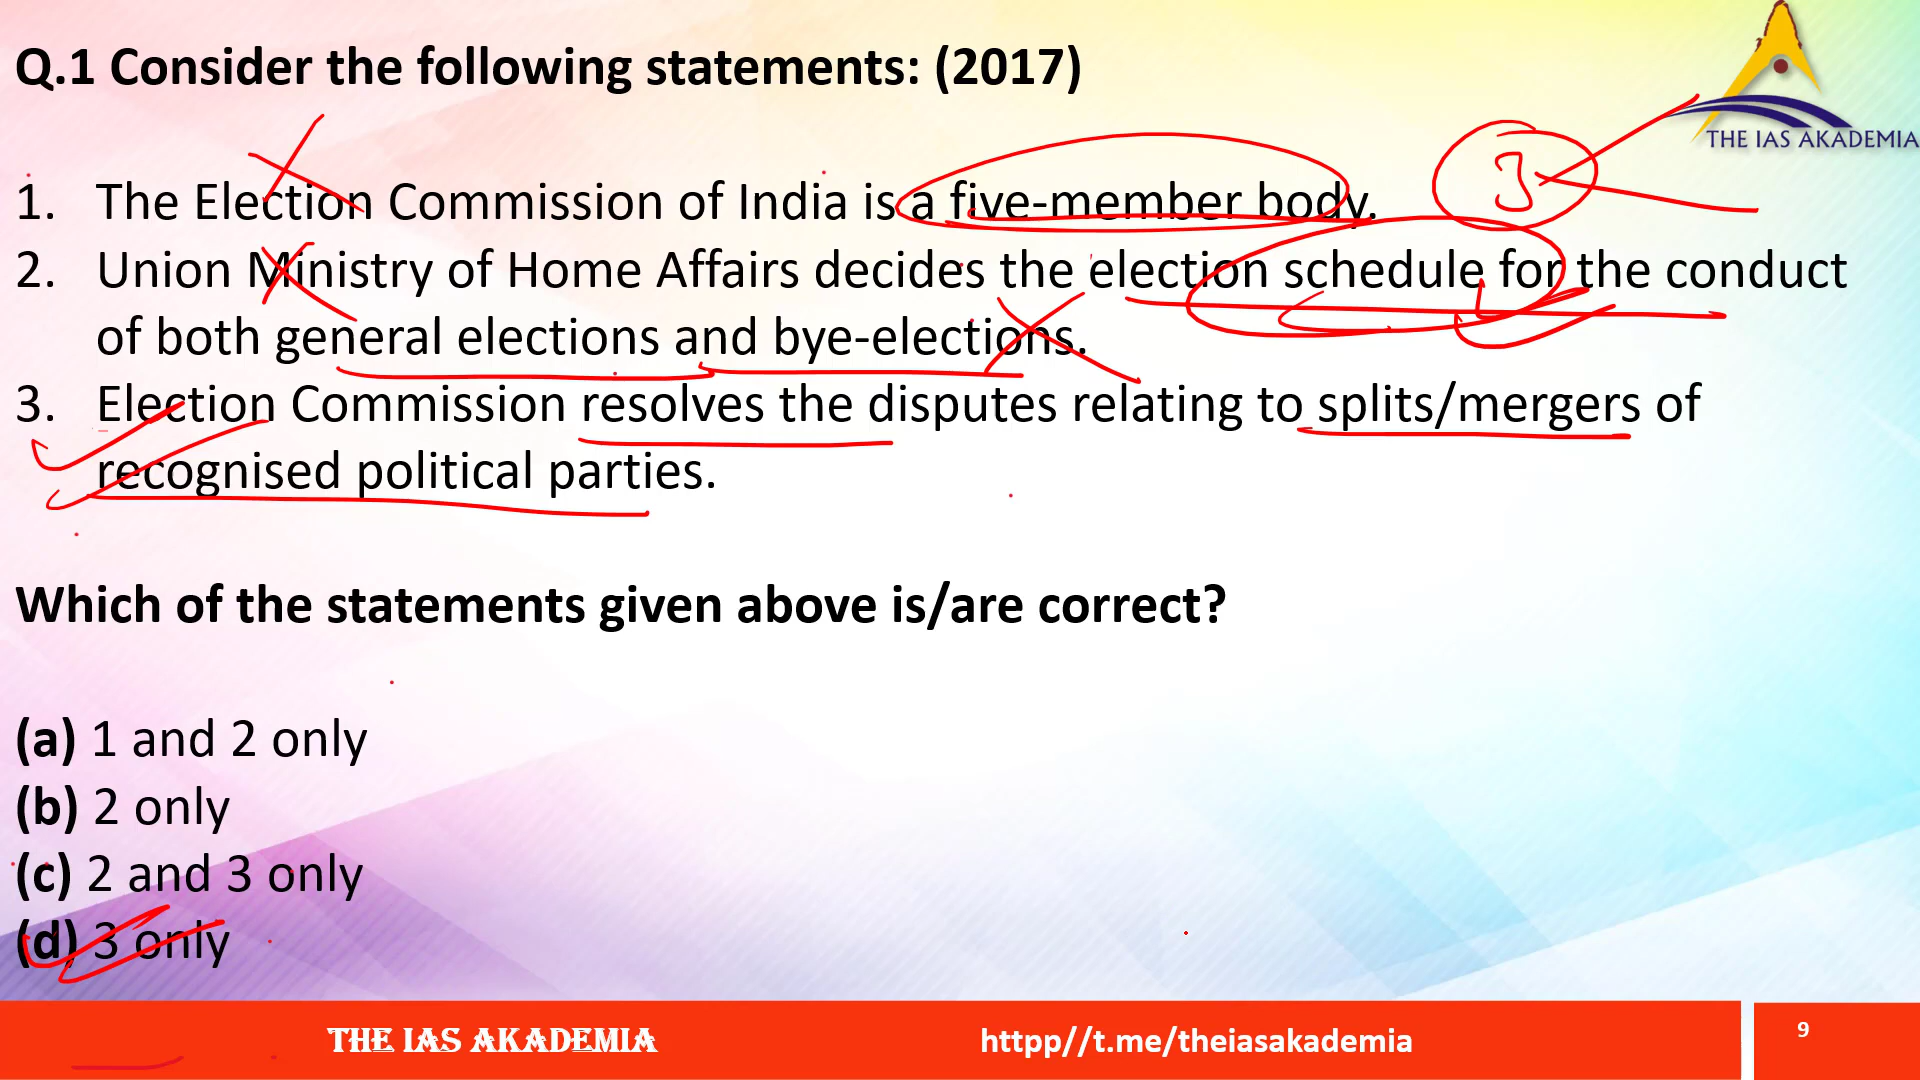 Q.1 Consider the following statements: (2017)
THE IAS AKADEMIA
3
1. The Election Commission of India is a five-member body.
2. Union Ministry of Home Affairs decides the election schedule for the conduct
of both general elections and bye-elections.
3. Election Commission resolves the disputes relating to splits/mergers of
recognised political parties.
Which of the statements given above is/are correct?
(a) 1 and 2 only
(b) 2 only
(c) 2 and 3 only
(d) 3 only
THE IAS AKADEMIA
httpp//t.me/theiasakademia
9